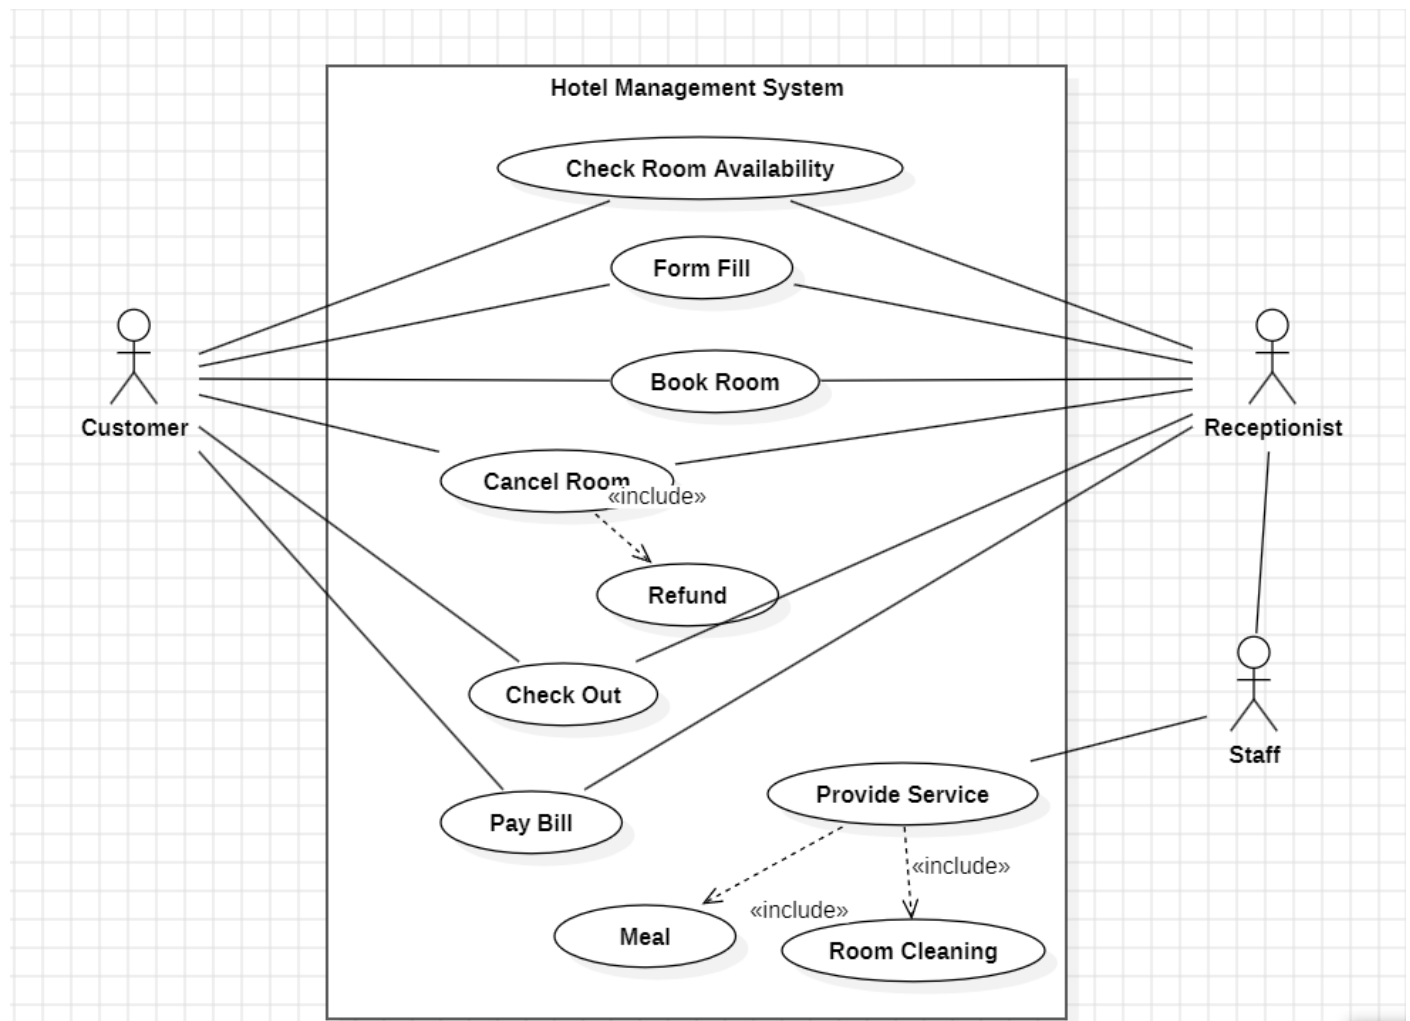 Hotel Management System
Check Room Availability
Form Fill
Book Room
Customer
Receptionist
Cancel Room
«include»
Refund
Check Out
Staff
Provide Service
Pay Bill
«include»
«include»
Meal
Room Cleaning